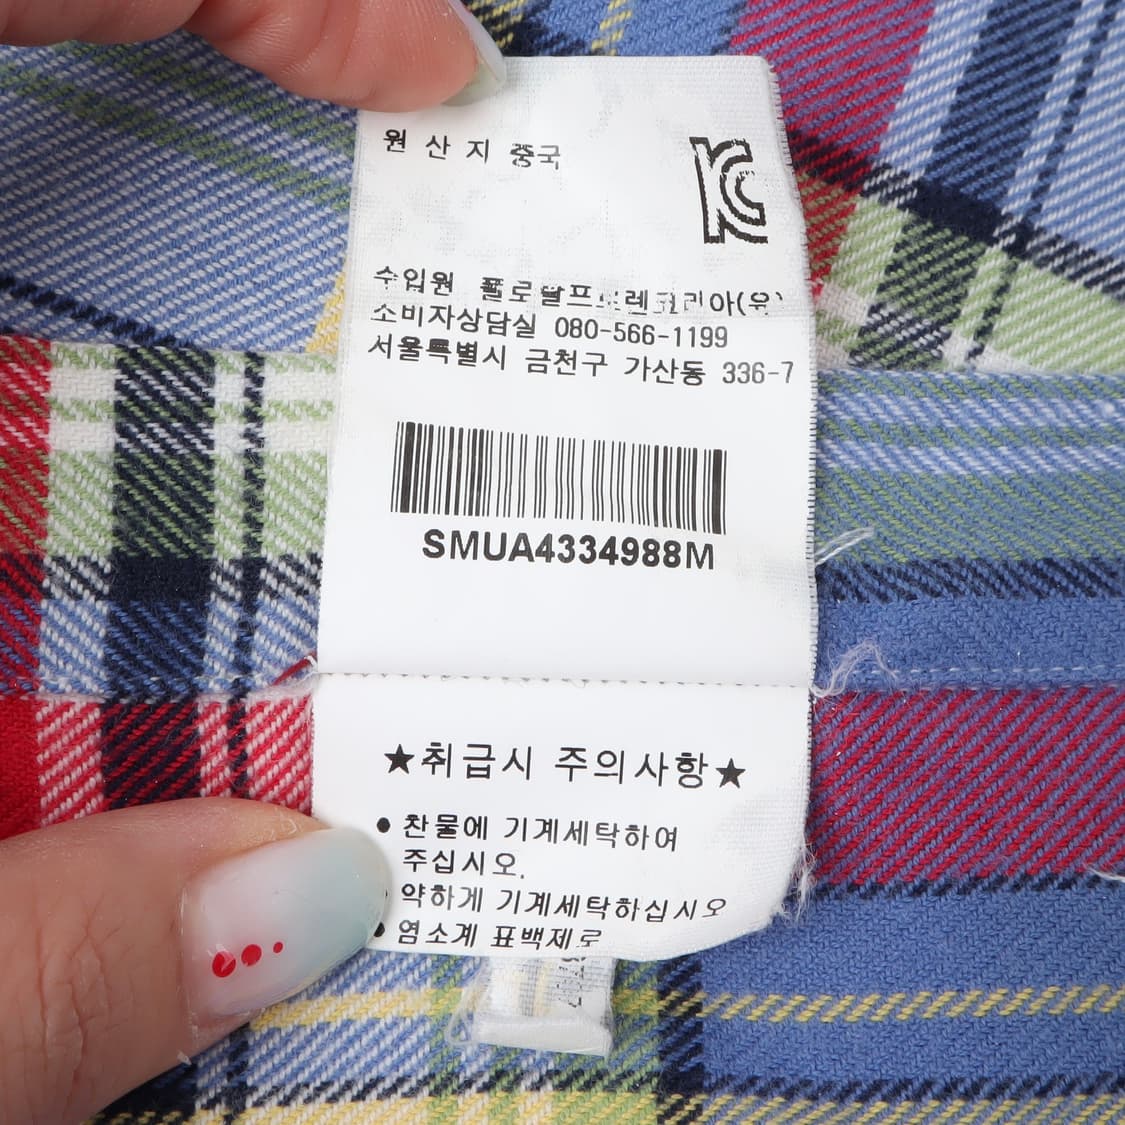 원 산 지 중국
KC
수입원 폴로랄프로렌코리아(유)
소비자상담실 080-566-1199
서울특별시 금천구 가산동 336-7
SMUA4334988M
★취급시 주의사항★
● 찬물에 기계세탁하여
주십시오.
● 약하게 기계세탁하십시오
● 염소계 표백제로